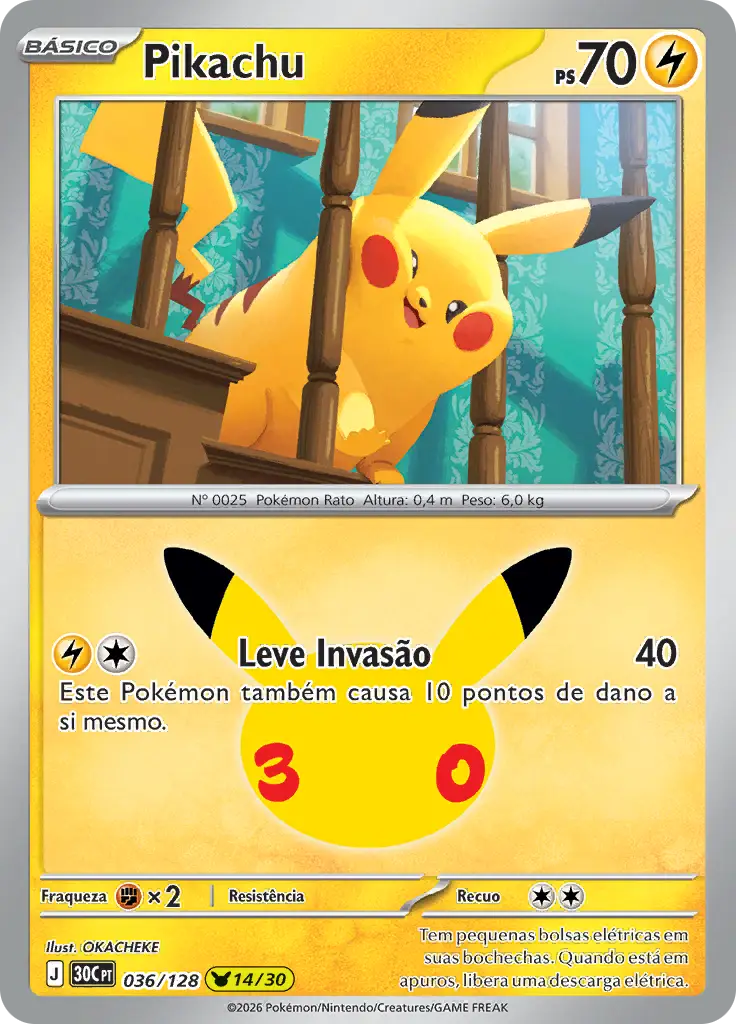 BÁSICO
Pikachu
PS 70
Nº 0025 Pokémon Rato Altura: 0,4 m Peso: 6,0 kg
Leve Invasão 40
Este Pokémon também causa 10 pontos de dano a
si mesmo.
3 0
Fraqueza ×2 Resistência Recuo
Ilust. OKACHEKE
J 30C PT 036/128 14/30
Tem pequenas bolsas elétricas em
suas bochechas. Quando está em
apuros, libera uma descarga elétrica.
©2026 Pokémon/Nintendo/Creatures/GAME FREAK